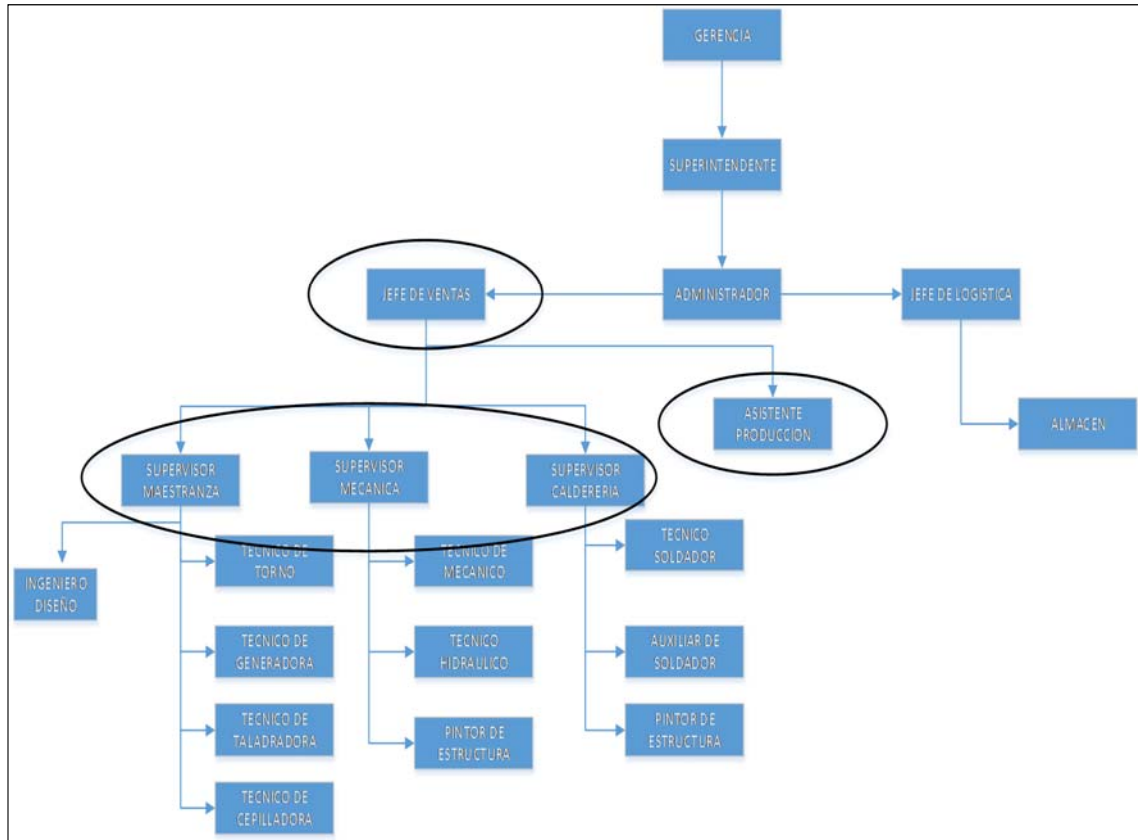 GERENCIA
SUPERINTENDENTE
JEFE DE VENTAS
ADMINISTRADOR
JEFE DE LOGISTICA
ASISTENTE
PRODUCCION
ALMACEN
SUPERVISOR
MAESTRANZA
SUPERVISOR
MECANICA
SUPERVISOR
CALDERERIA
INGENIERO
DISEÑO
TECNICO DE
TORNO
TECNICO DE
MECANICO
TECNICO
SOLDADOR
TECNICO DE
GENERADORA
TECNICO
HIDRAULICO
AUXILIAR DE
SOLDADOR
TECNICO DE
TALADRADORA
PINTOR DE
ESTRUCTURA
PINTOR DE
ESTRUCTURA
TECNICO DE
CEPILLADORA